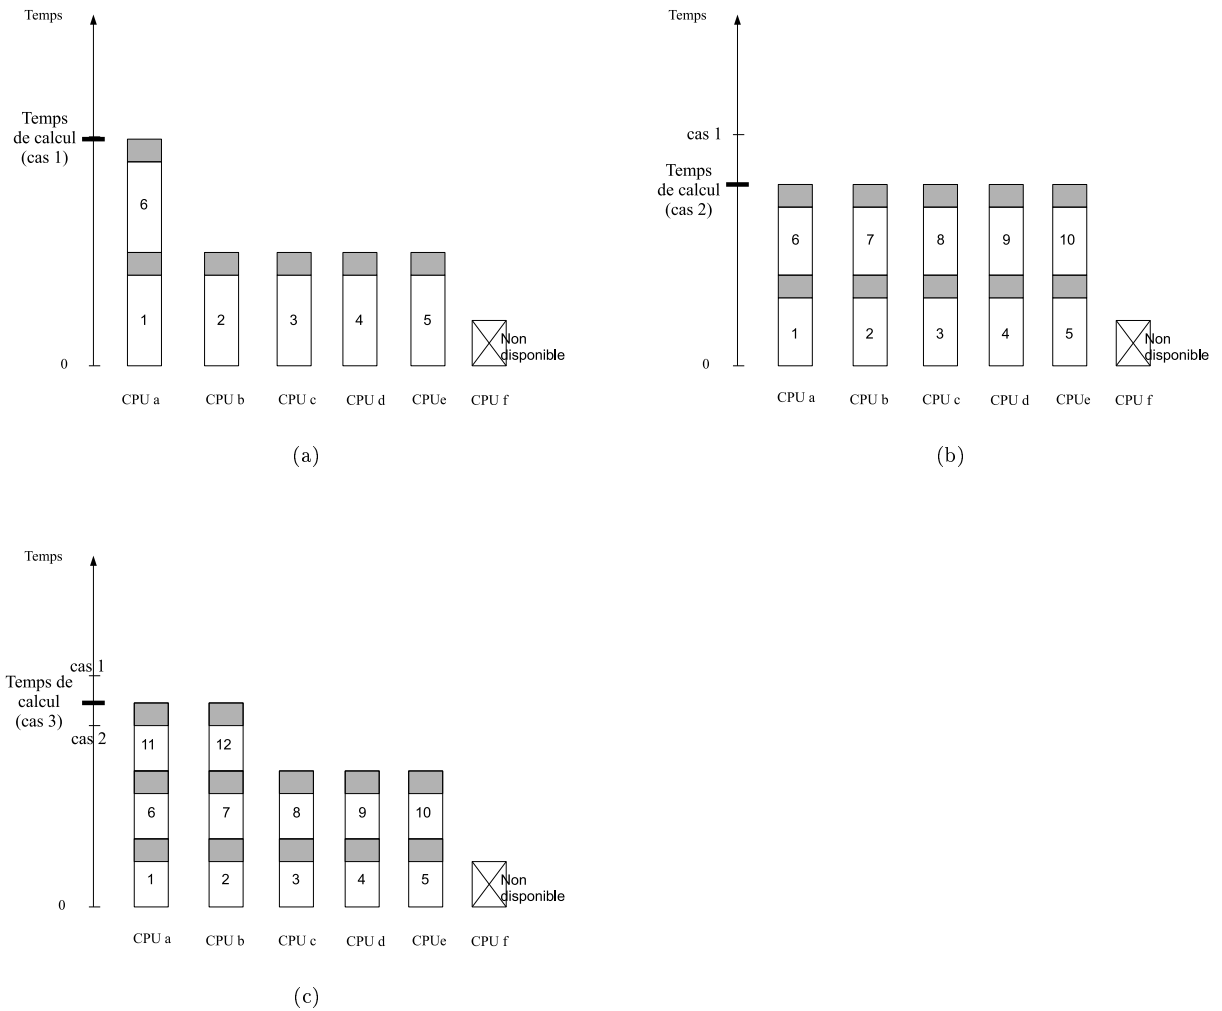 Temps
Temps
de calcul
(cas 1)
6
1
2
3
4
5
Non
disponible
0
CPU a
CPU b
CPU c
CPU d
CPUe
CPU f
(a)
Temps
cas 1
Temps
de calcul
(cas 2)
6
7
8
9
10
1
2
3
4
5
Non
disponible
0
CPU a
CPU b
CPU c
CPU d
CPUe
CPU f
(b)
Temps
cas 1
Temps de
calcul
(cas 3)
cas 2
11
12
6
7
8
9
10
1
2
3
4
5
Non
disponible
0
CPU a
CPU b
CPU c
CPU d
CPUe
CPU f
(c)